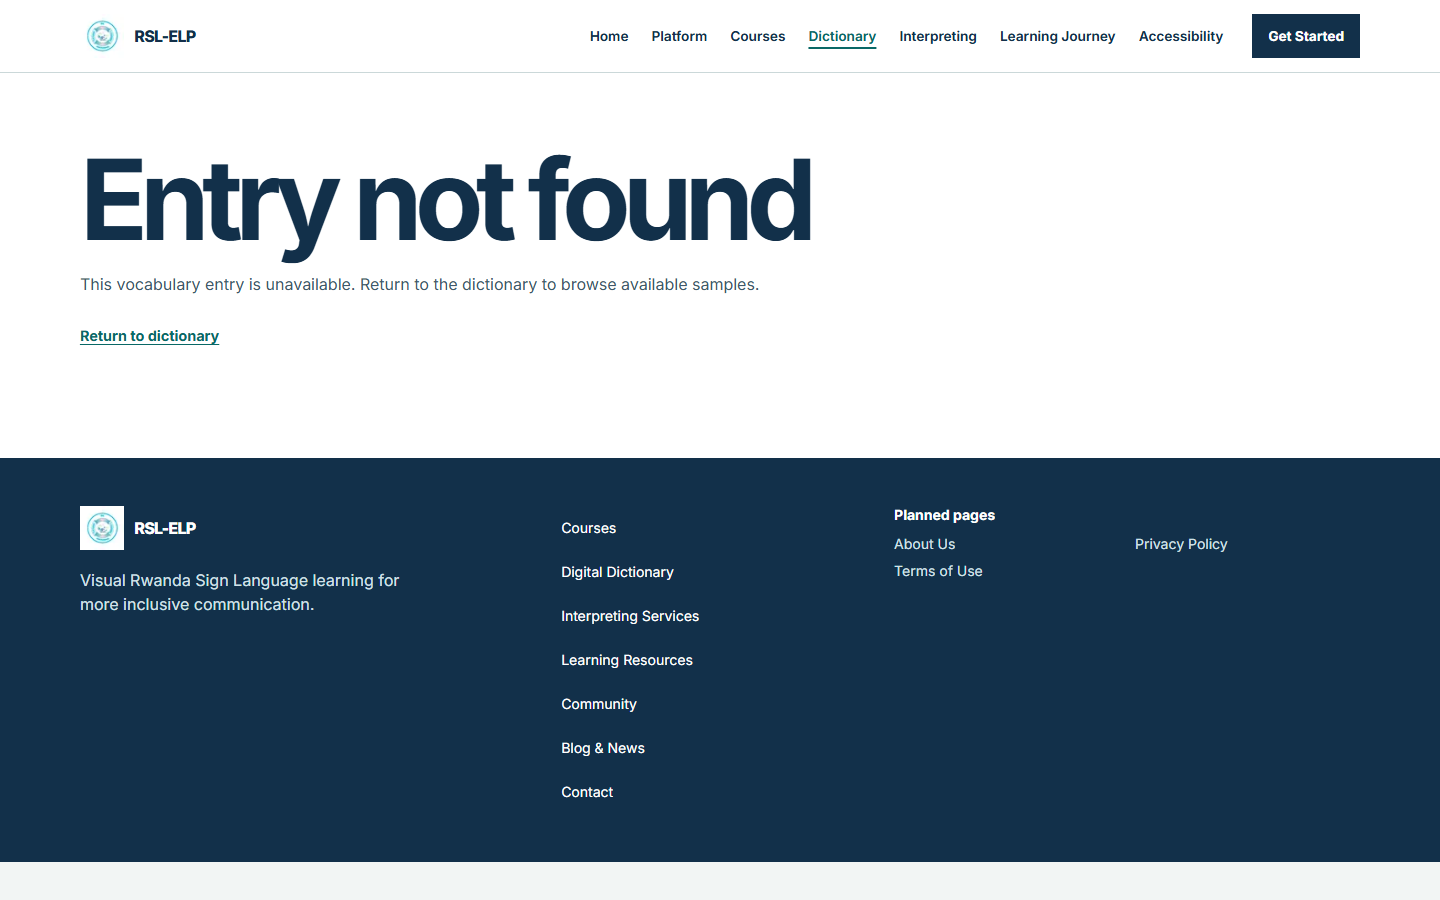 RSL-ELP
Home
Platform
Courses
Dictionary
Interpreting
Learning Journey
Accessibility
Get Started
Entry not found
This vocabulary entry is unavailable. Return to the dictionary to browse available samples.
Return to dictionary
RSL-ELP
Visual Rwanda Sign Language learning for
more inclusive communication.
Courses
Digital Dictionary
Interpreting Services
Learning Resources
Community
Blog & News
Contact
Planned pages
About Us
Privacy Policy
Terms of Use